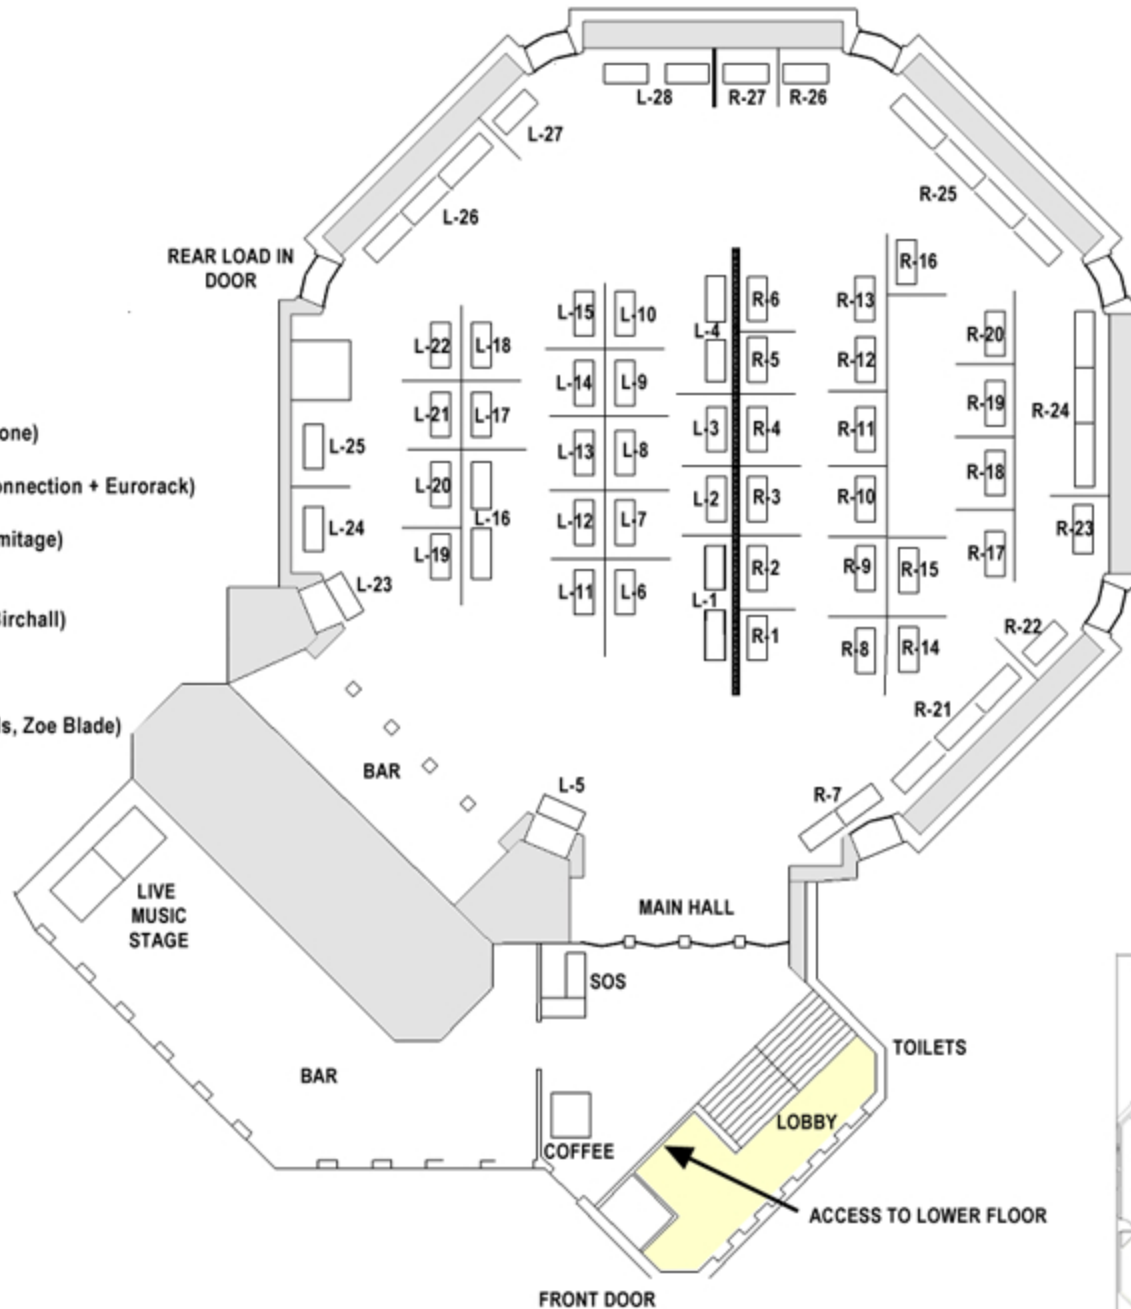 L-28
R-27
R-26
L-27
L-26
R-25
REAR LOAD IN
DOOR
R-16
L-15
L-10
R-6
R-13
L-4
L-22
L-18
R-5
R-12
R-20
L-14
L-9
L-21
L-17
L-3
R-4
R-11
R-19
R-24
one)
L-25
L-13
L-8
R-18
onnection + Eurorack)
L-20
L-2
R-3
R-10
L-16
L-24
L-12
L-7
R-23
mitage)
L-19
R-17
L-23
R-2
R-9
R-15
L-11
L-6
L-1
Birchall)
R-1
R-22
R-8
R-14
R-21
ls, Zoe Blade)
BAR
L-5
R-7
LIVE
MUSIC
STAGE
MAIN HALL
SOS
TOILETS
BAR
LOBBY
COFFEE
ACCESS TO LOWER FLOOR
FRONT DOOR